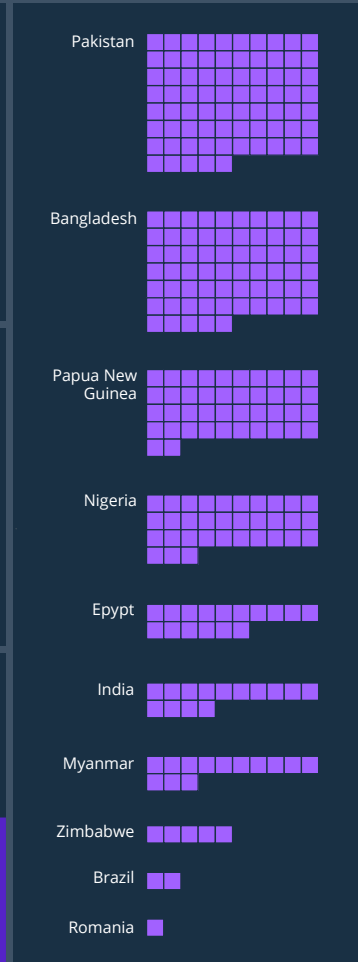 Pakistan
Bangladesh
Papua New
Guinea
Nigeria
Epypt
India
Myanmar
Zimbabwe
Brazil
Romania